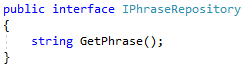 public interface IPhraseRepository
{
    string GetPhrase();
}